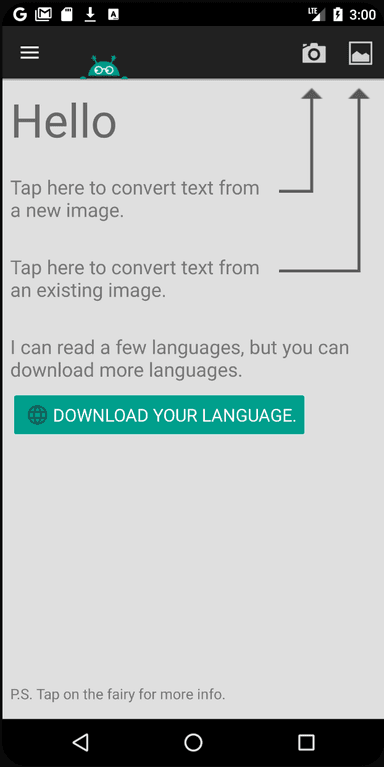 LTE 3:00
Hello
Tap here to convert text from
a new image.
Tap here to convert text from
an existing image.
I can read a few languages, but you can
download more languages.
DOWNLOAD YOUR LANGUAGE.
P.S. Tap on the fairy for more info.